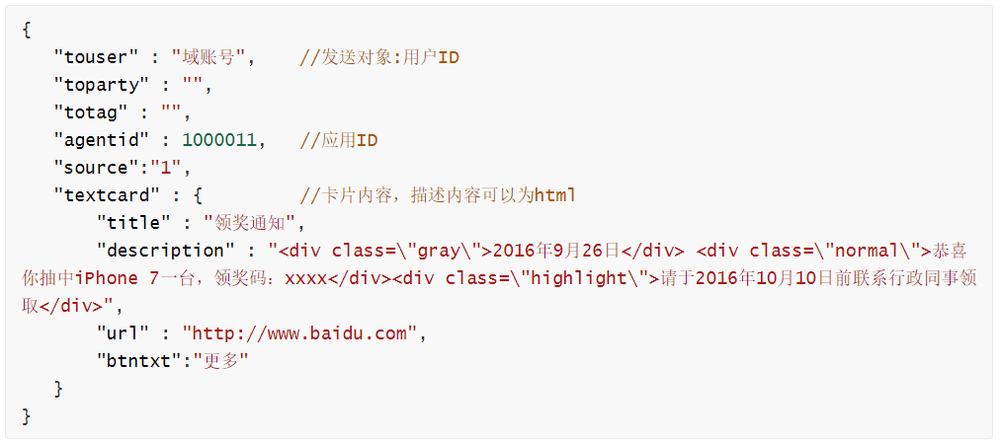 {
   "touser" : "域账号",    //发送对象:用户ID
   "toparty" : "",
   "totag" : "",
   "agentid" : 1000011,   //应用ID
   "source":"1",
   "textcard" : {         //卡片内容，描述内容可以为html
       "title" : "领奖通知",
       "description" : "<div class=\"gray\">2016年9月26日</div> <div class=\"normal\">恭喜
你抽中iPhone 7一台，领奖码：xxxx</div><div class=\"highlight\">请于2016年10月10日前联系行政同事领
取</div>",
       "url" : "http://www.baidu.com",
       "btntxt":"更多"
   }
}